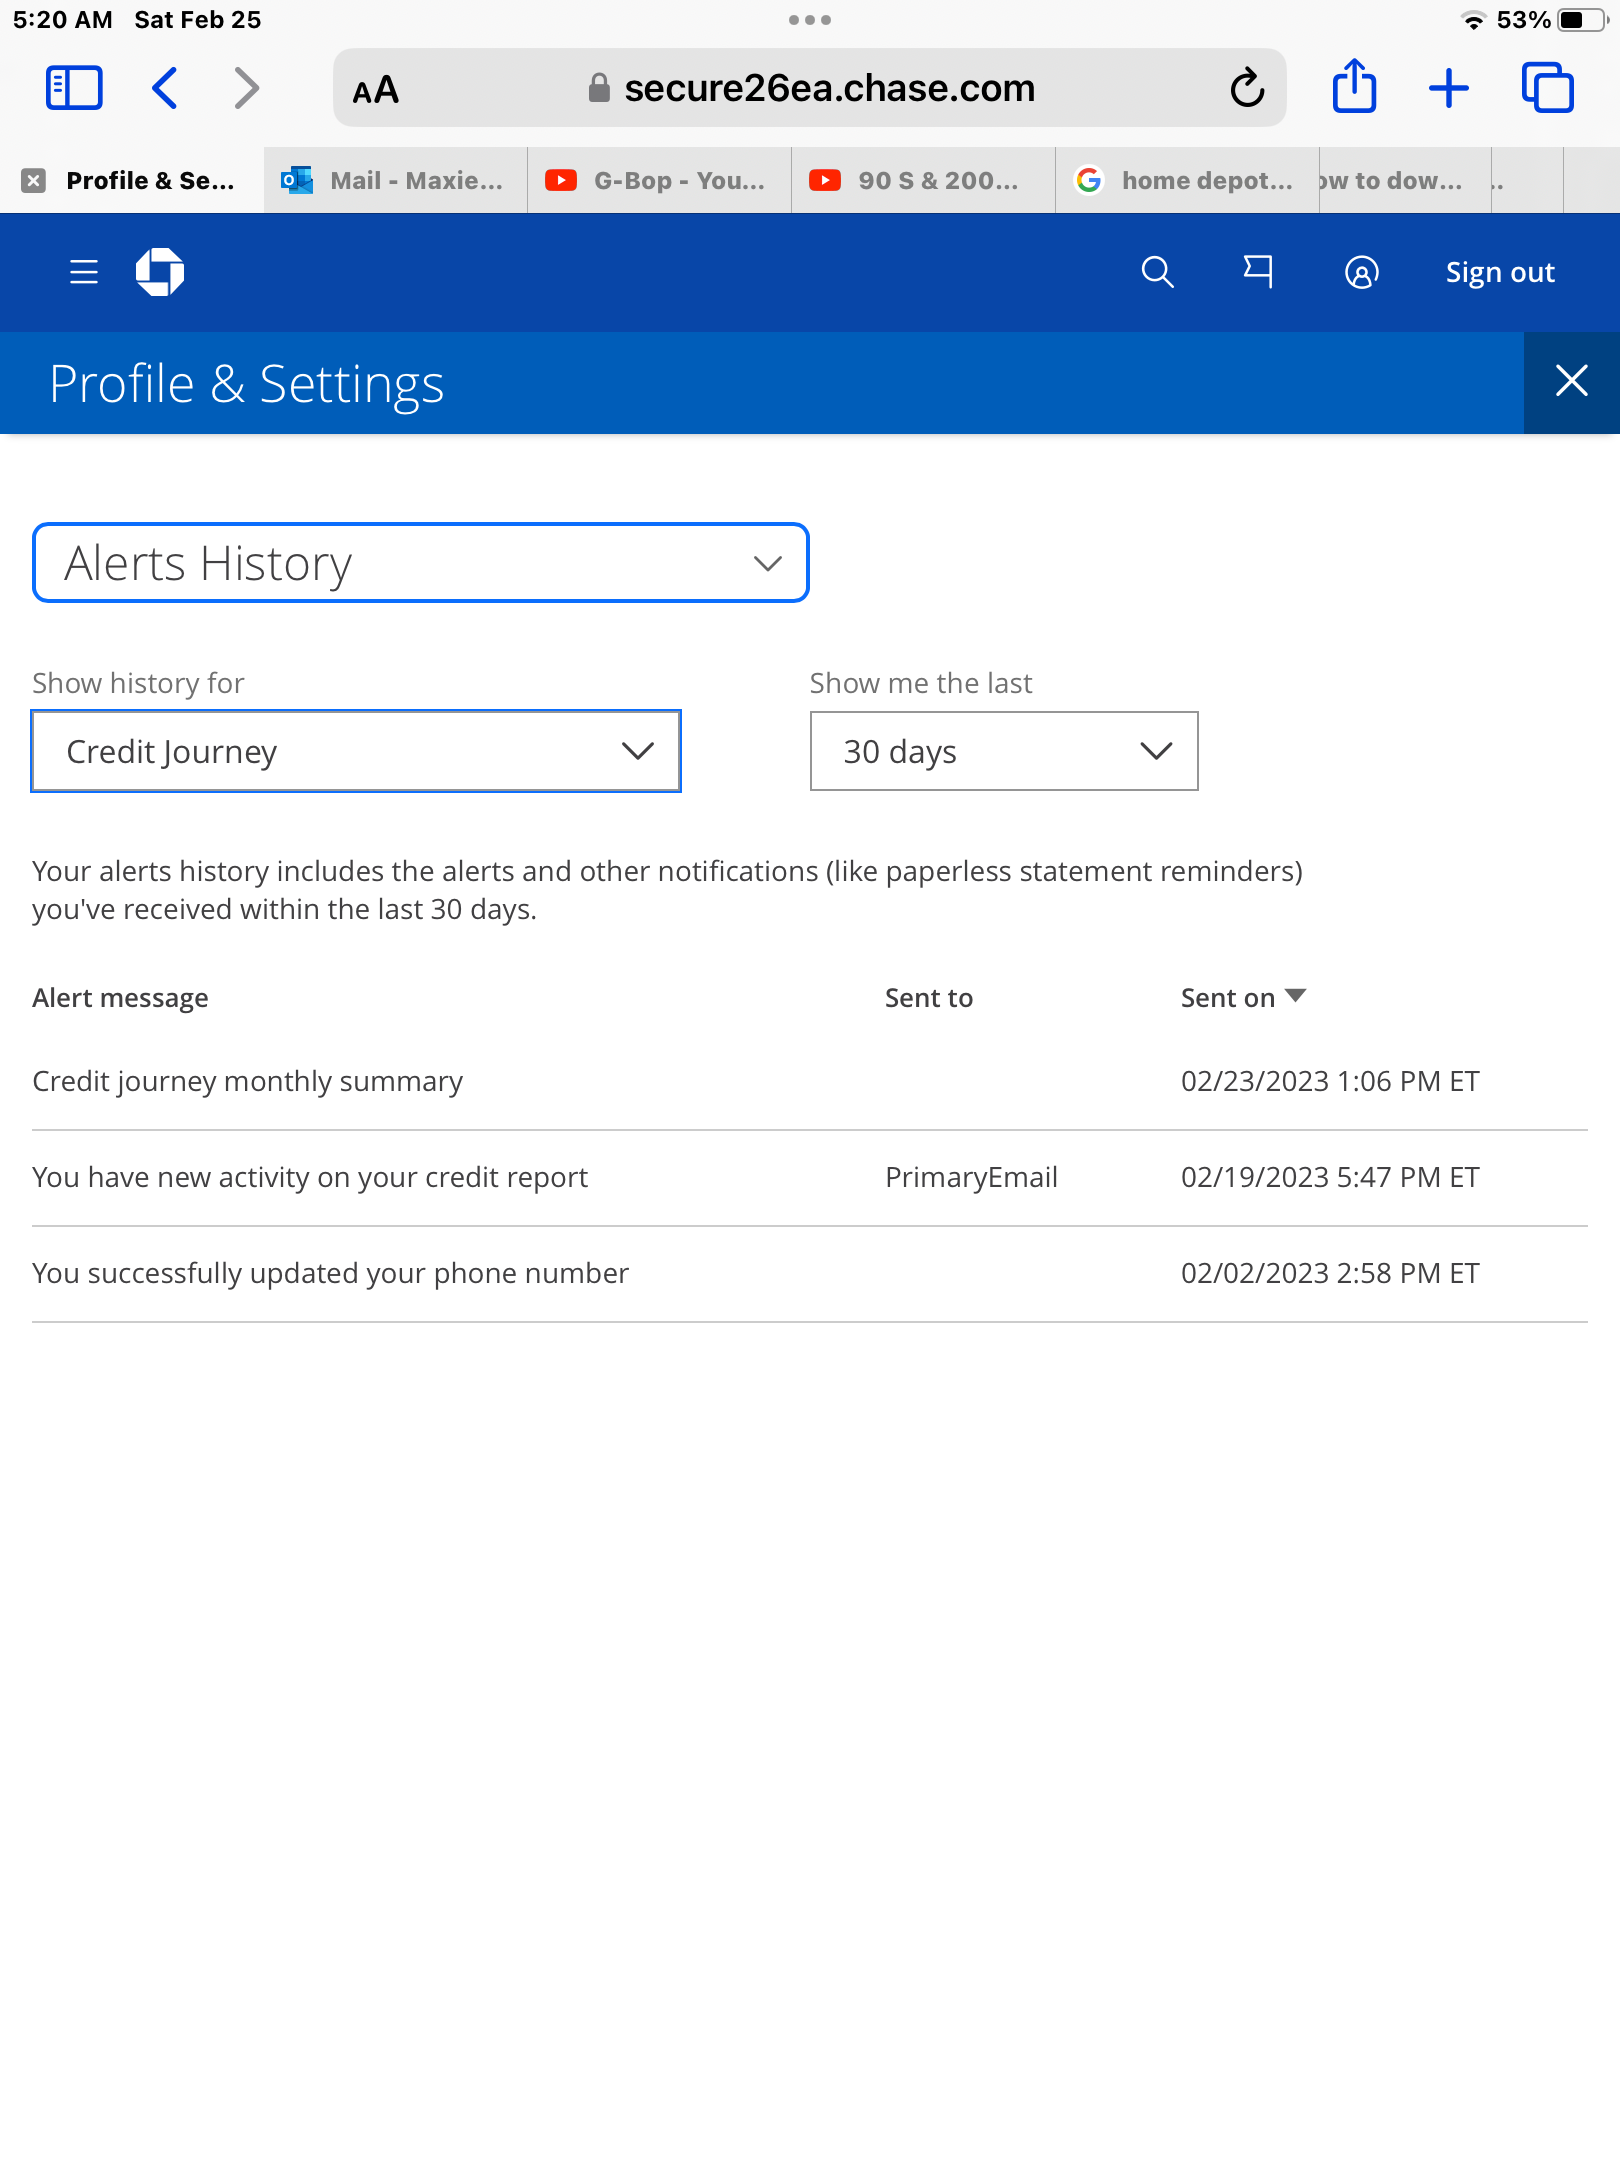 5:20 AM Sat Feb 25
53%
AA
secure26ea.chase.com
Profile & Se...
Mail - Maxie...
G-Bop - You...
90 S & 200...
home depot...
ow to dow...
..
Sign out
Profile & Settings
Alerts History
Show history for
Show me the last
Credit Journey
30 days
Your alerts history includes the alerts and other notifications (like paperless statement reminders)
you've received within the last 30 days.
Alert message
Sent to
Sent on
Credit journey monthly summary
02/23/2023 1:06 PM ET
You have new activity on your credit report
PrimaryEmail
02/19/2023 5:47 PM ET
You successfully updated your phone number
02/02/2023 2:58 PM ET